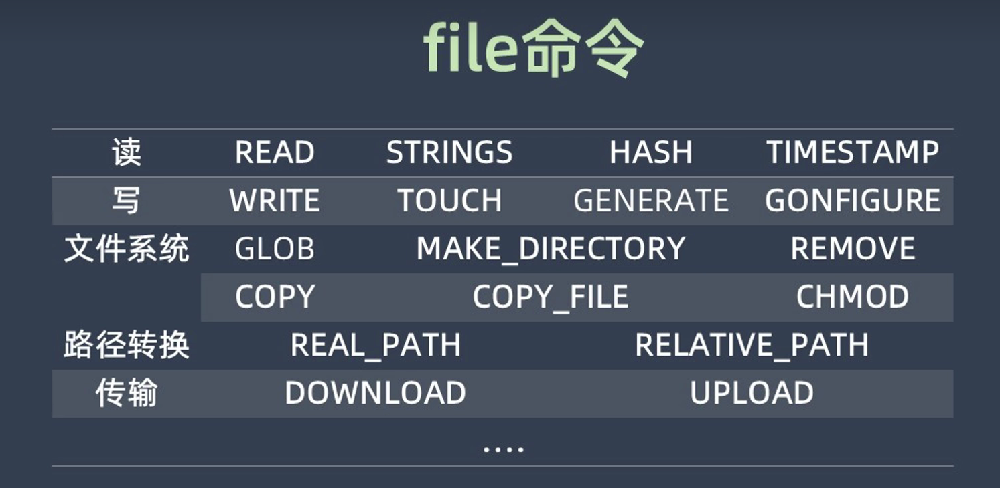 file命令
读 READ STRINGS HASH TIMESTAMP
写 WRITE TOUCH GENERATE GONFIGURE
文件系统 GLOB MAKE_DIRECTORY REMOVE
COPY COPY_FILE CHMOD
路径转换 REAL_PATH RELATIVE_PATH
传输 DOWNLOAD UPLOAD
....